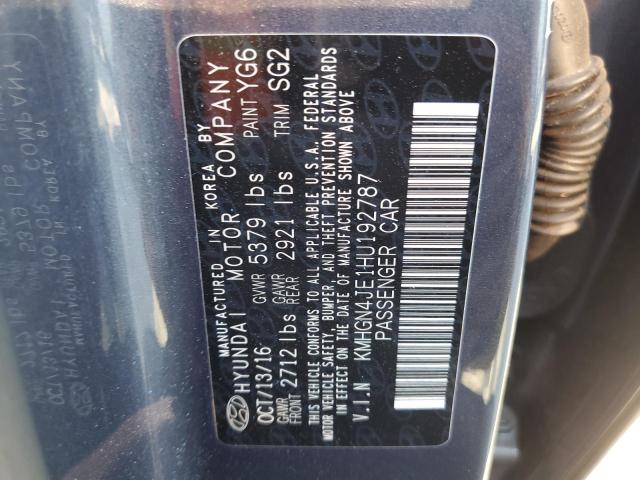 MANUFACTURED IN KOREA BY
HYUNDAI MOTOR COMPANY
OCT/13/16 GVWR 5379 lbs PAINT YG6
GAWR FRONT 2712 lbs GAWR REAR 2921 lbs TRIM SG2
THIS VEHICLE CONFORMS TO ALL APPLICABLE U.S.A. FEDERAL
MOTOR VEHICLE SAFETY, BUMPER, AND THEFT PREVENTION STANDARDS
IN EFFECT ON THE DATE OF MANUFACTURE SHOWN ABOVE
V.I.N KMHGN4JE1HU192787
PASSENGER CAR